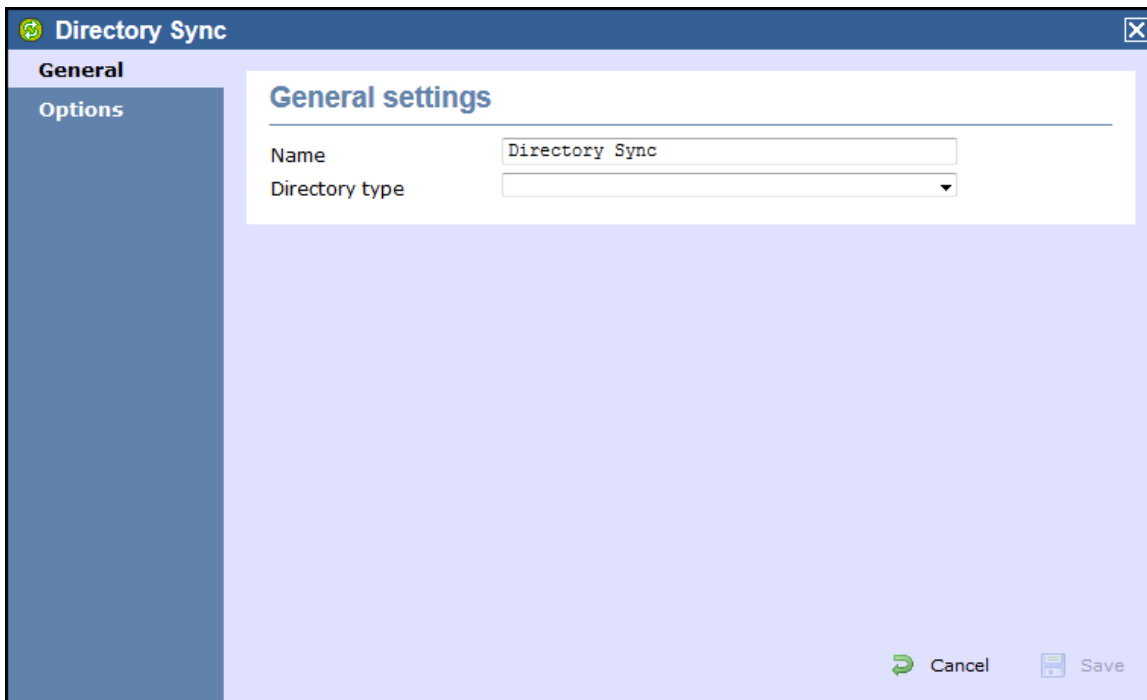 Directory Sync
General
Options
General settings
Name Directory Sync
Directory type
Cancel Save